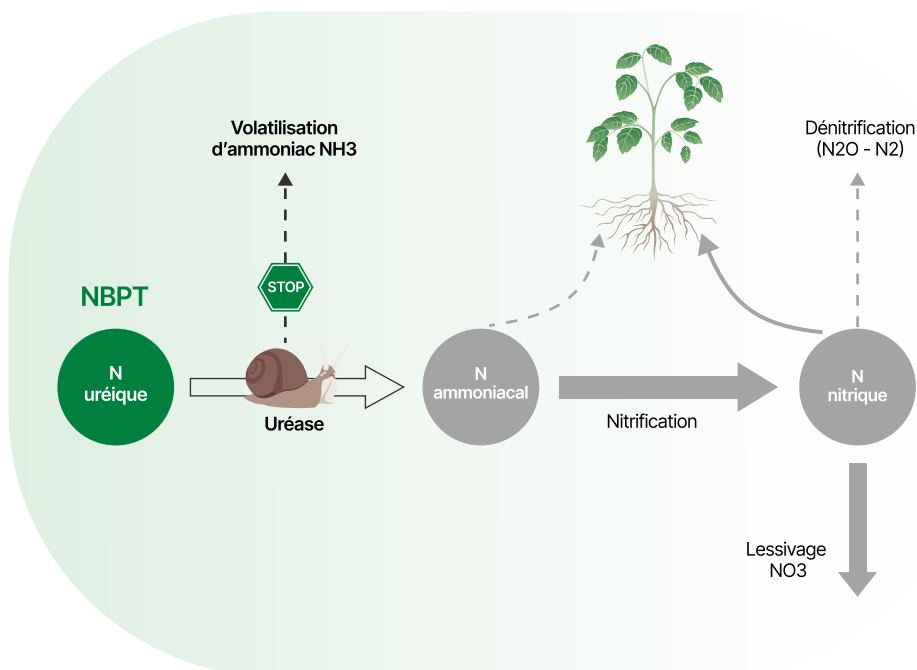 Volatilisation
d'ammoniac NH3
Dénitrification
(N2O - N2)
STOP
NBPT
N
uréique
Uréase
N
ammoniacal
Nitrification
N
nitrique
Lessivage
NO3